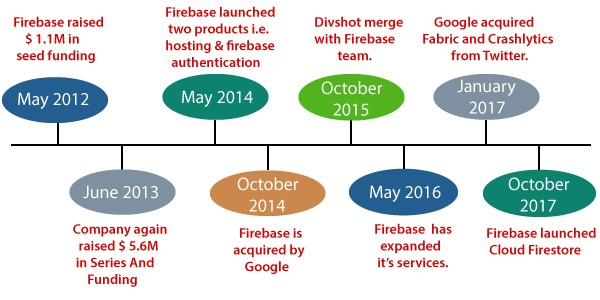 Firebase raised
$ 1.1M in
seed funding
May 2012
June 2013
Company again
raised $ 5.6M
in Series And
Funding
Firebase launched
two products i.e.
hosting & firebase
authentication
May 2014
October
2014
Firebase is
acquired by
Google
Divshot merge
with Firebase
team.
October
2015
May 2016
Firebase has
expanded
it's services.
Google acquired
Fabric and Crashlytics
from Twitter.
January
2017
October
2017
Firebase launched
Cloud Firestore